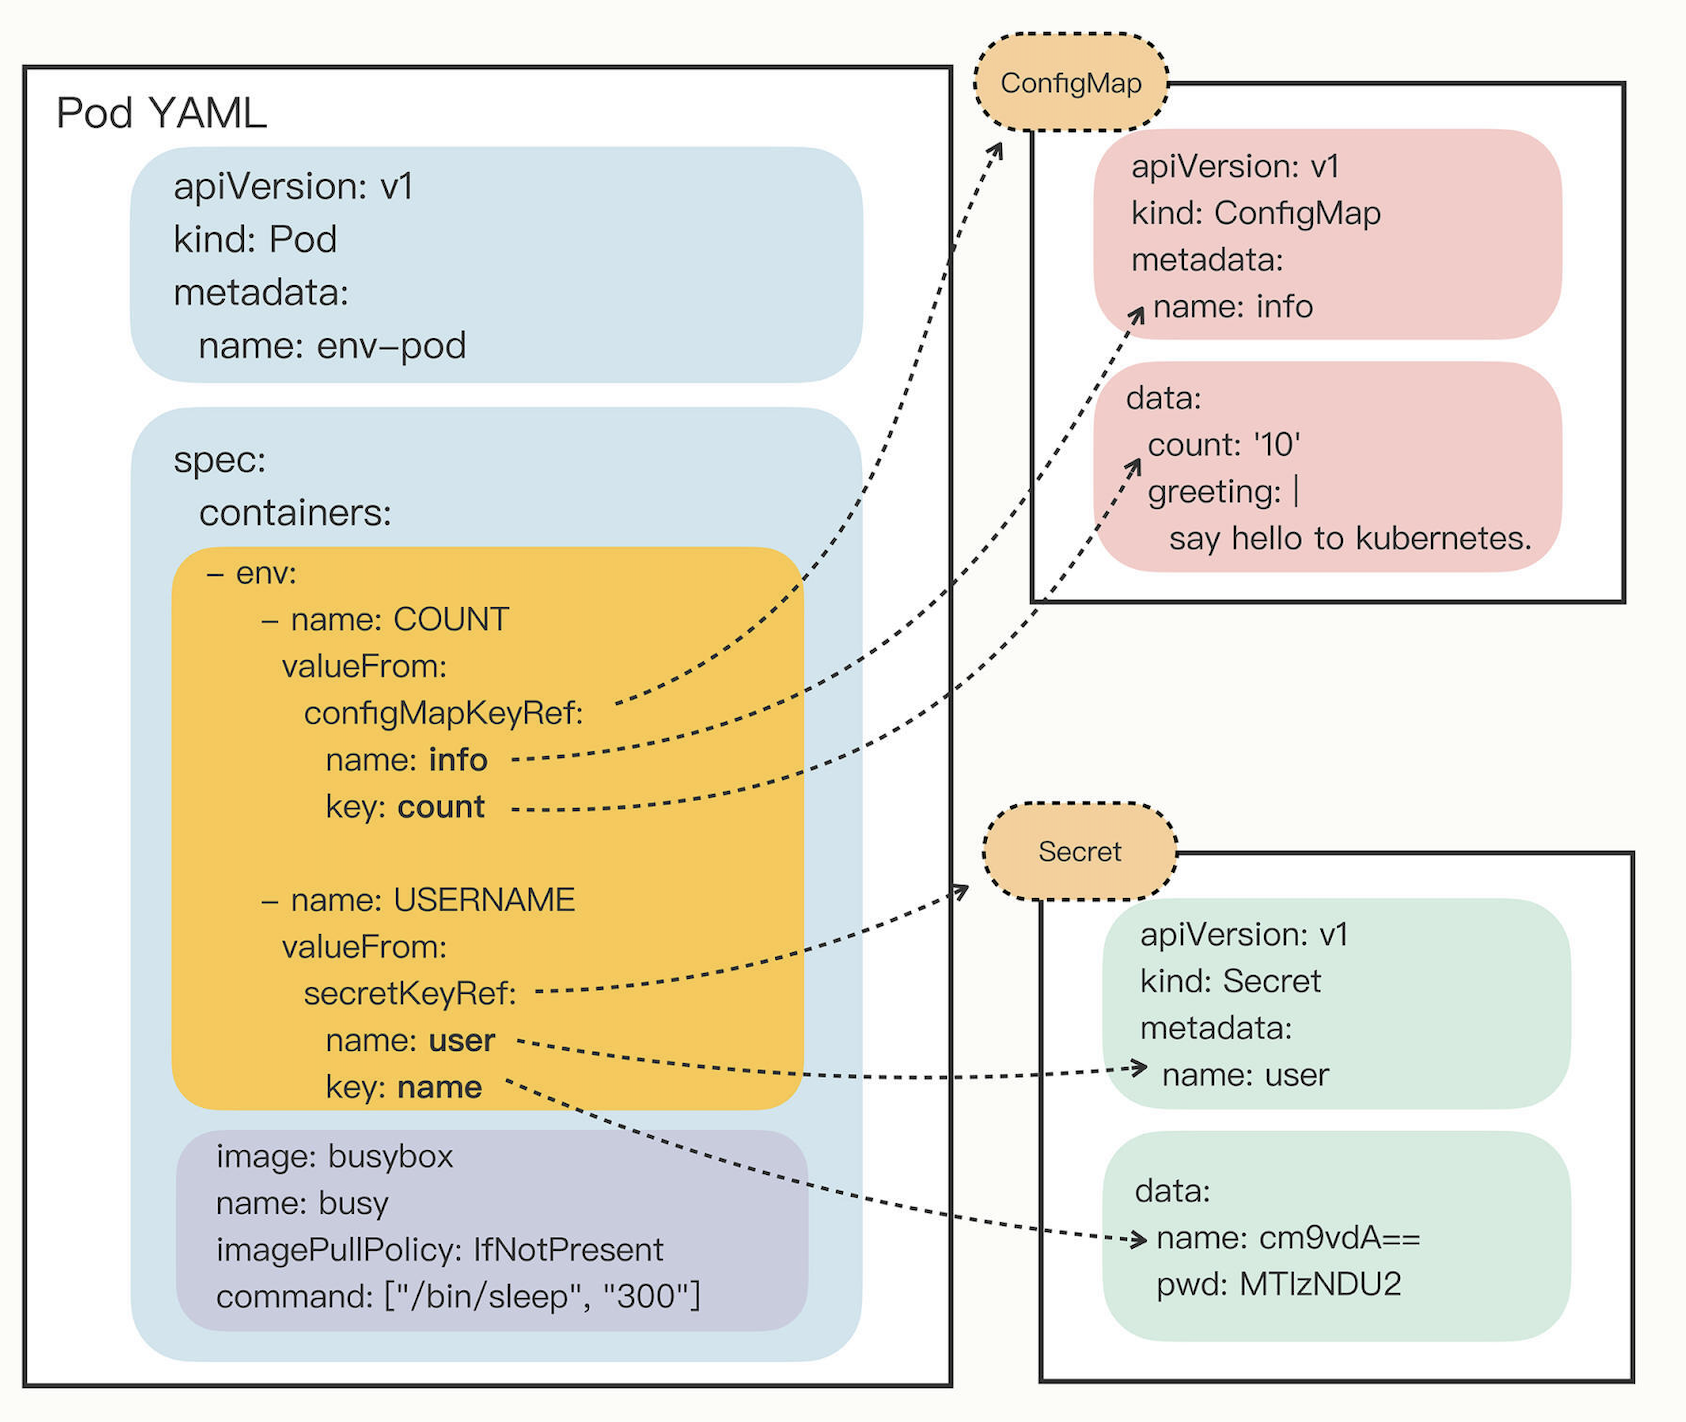 Pod YAML
apiVersion: v1
kind: Pod
metadata:
name: env-pod
spec:
containers:
- env:
- name: COUNT
valueFrom:
configMapKeyRef:
name: info
key: count
- name: USERNAME
valueFrom:
secretKeyRef:
name: user
key: name
image: busybox
name: busy
imagePullPolicy: IfNotPresent
command: ["/bin/sleep", "300"]
ConfigMap
apiVersion: v1
kind: ConfigMap
metadata:
name: info
data:
count: '10'
greeting: |
say hello to kubernetes.
Secret
apiVersion: v1
kind: Secret
metadata:
name: user
data:
name: cm9vdA==
pwd: MTIzNDU2